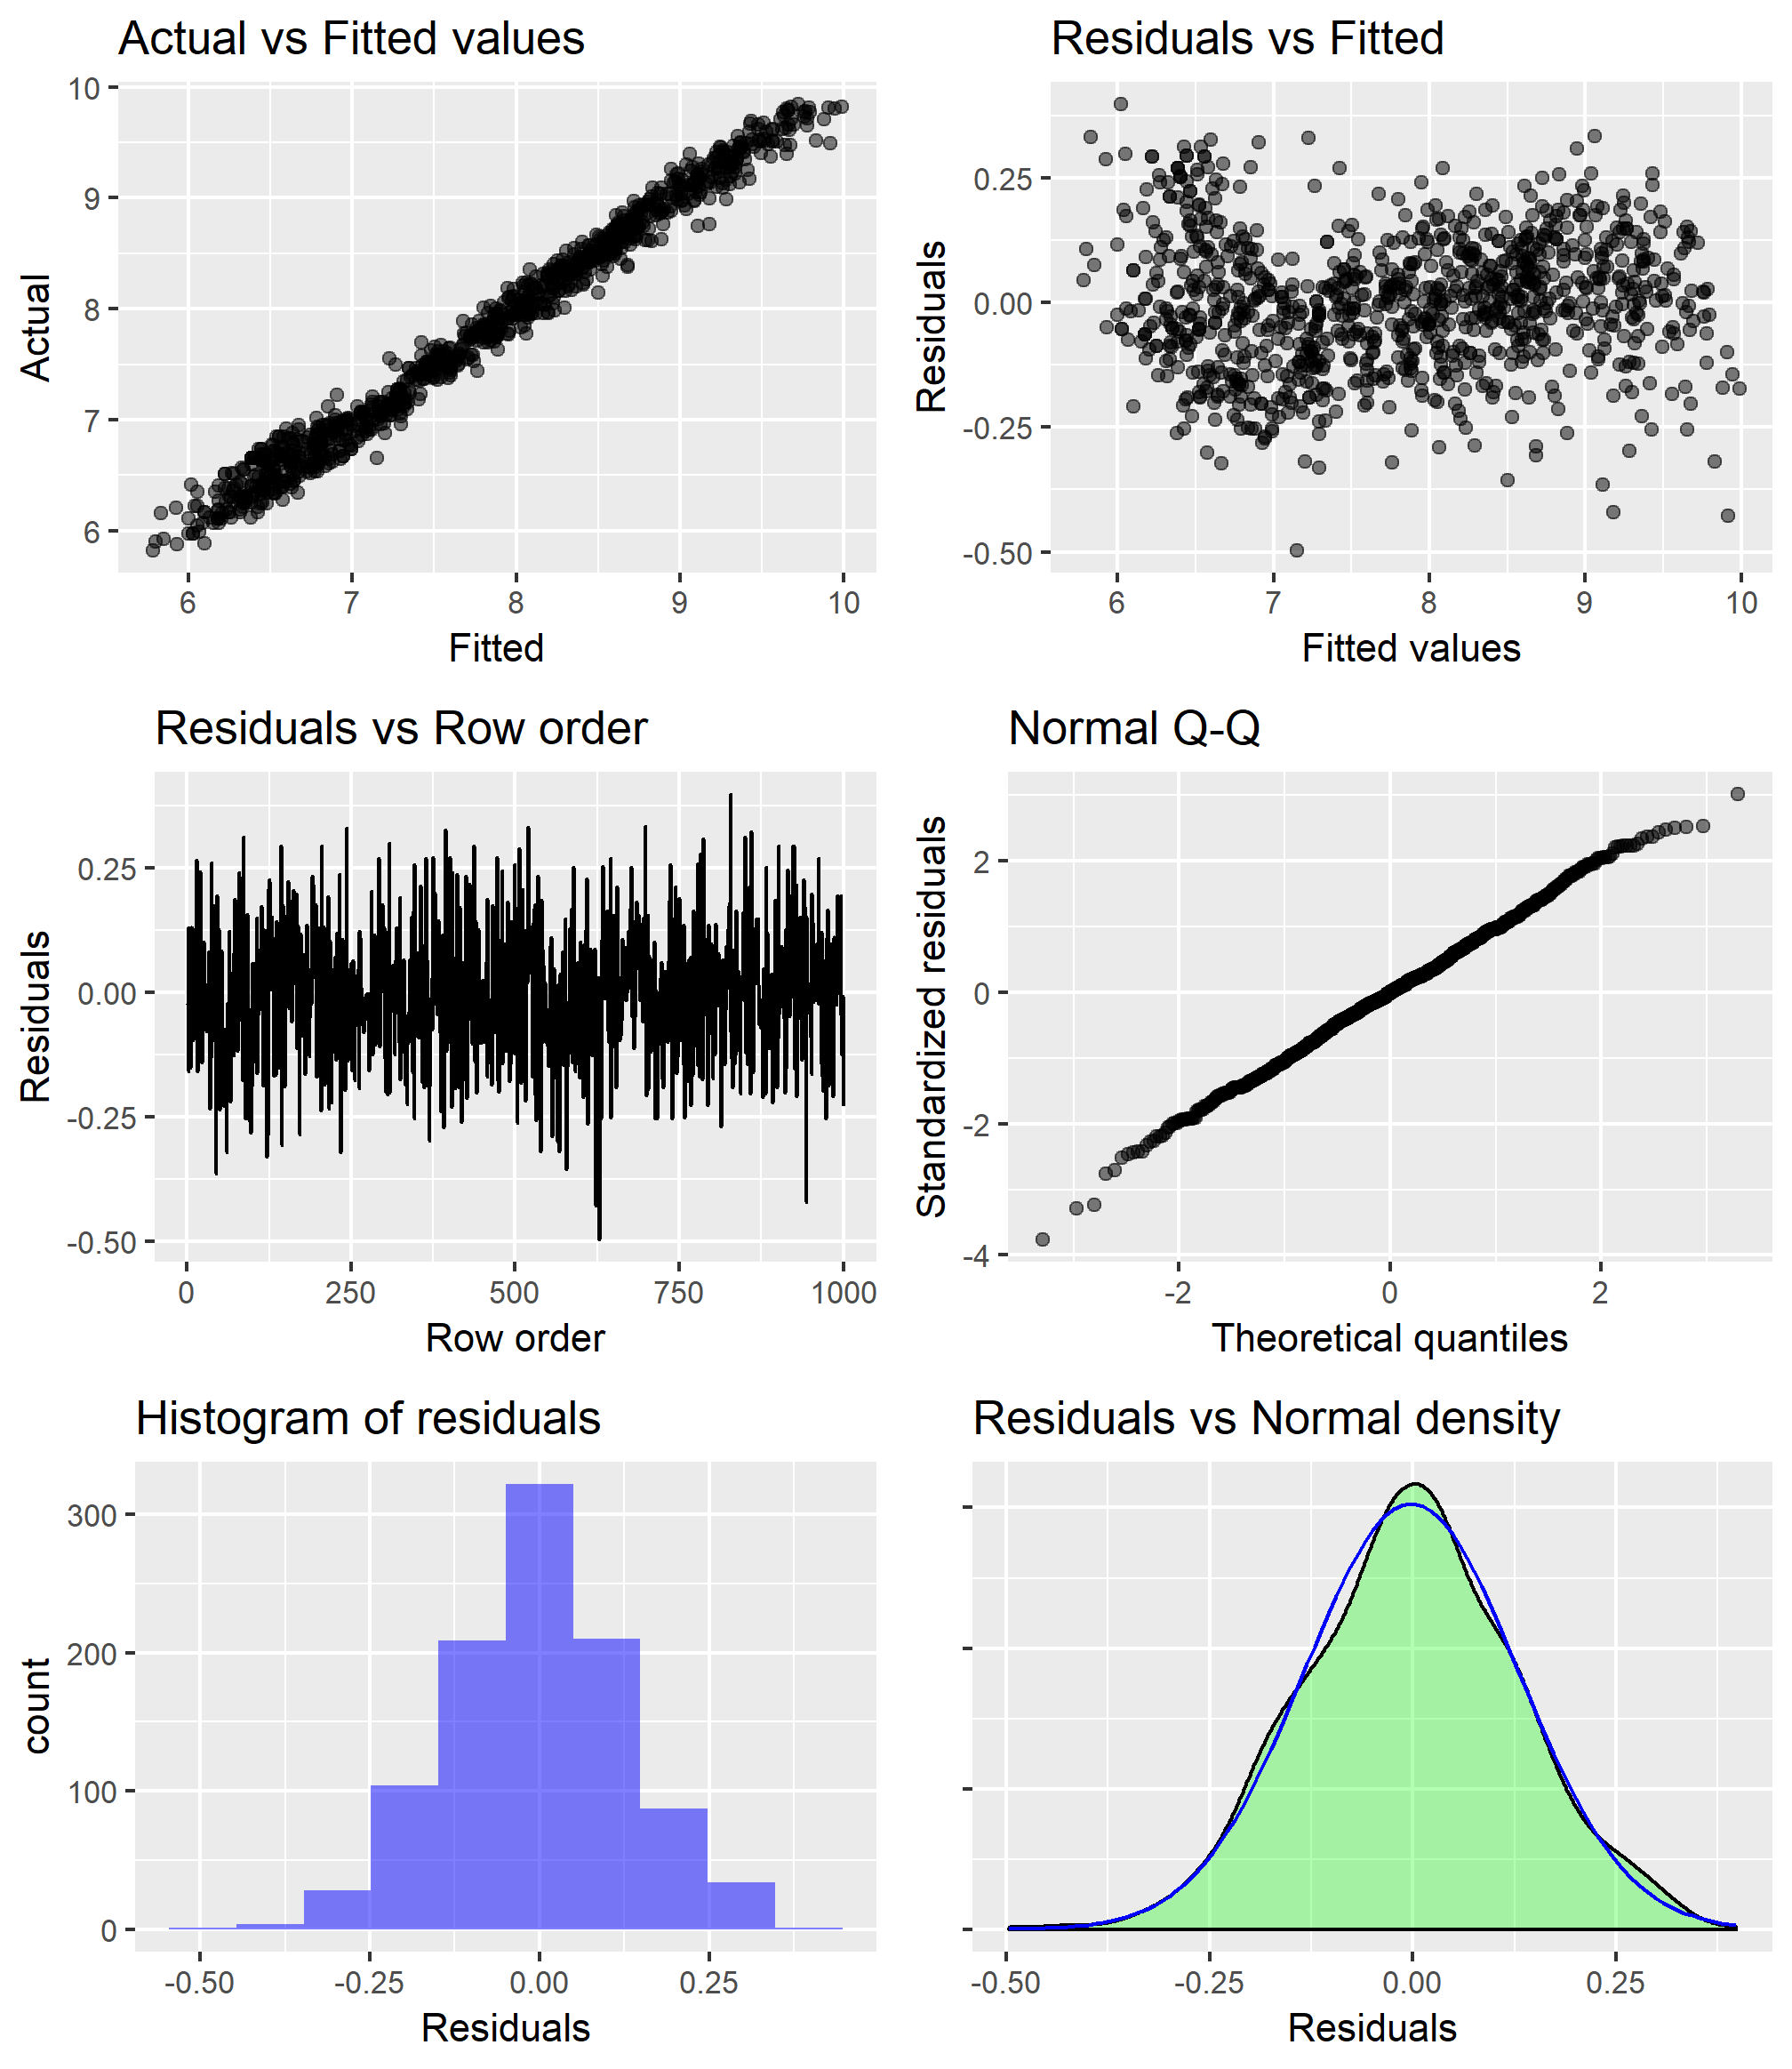 Actual vs Fitted values
10
9
8
7
6
Actual
6 7 8 9 10
Fitted
Residuals vs Fitted
0.25
0.00
-0.25
-0.50
Residuals
6 7 8 9 10
Fitted values
Residuals vs Row order
0.25
0.00
-0.25
-0.50
Residuals
0 250 500 750 1000
Row order
Normal Q-Q
2
0
-2
-4
Standardized residuals
-2 0 2
Theoretical quantiles
Histogram of residuals
300
200
100
0
count
-0.50 -0.25 0.00 0.25
Residuals
Residuals vs Normal density
-0.50 -0.25 0.00 0.25
Residuals